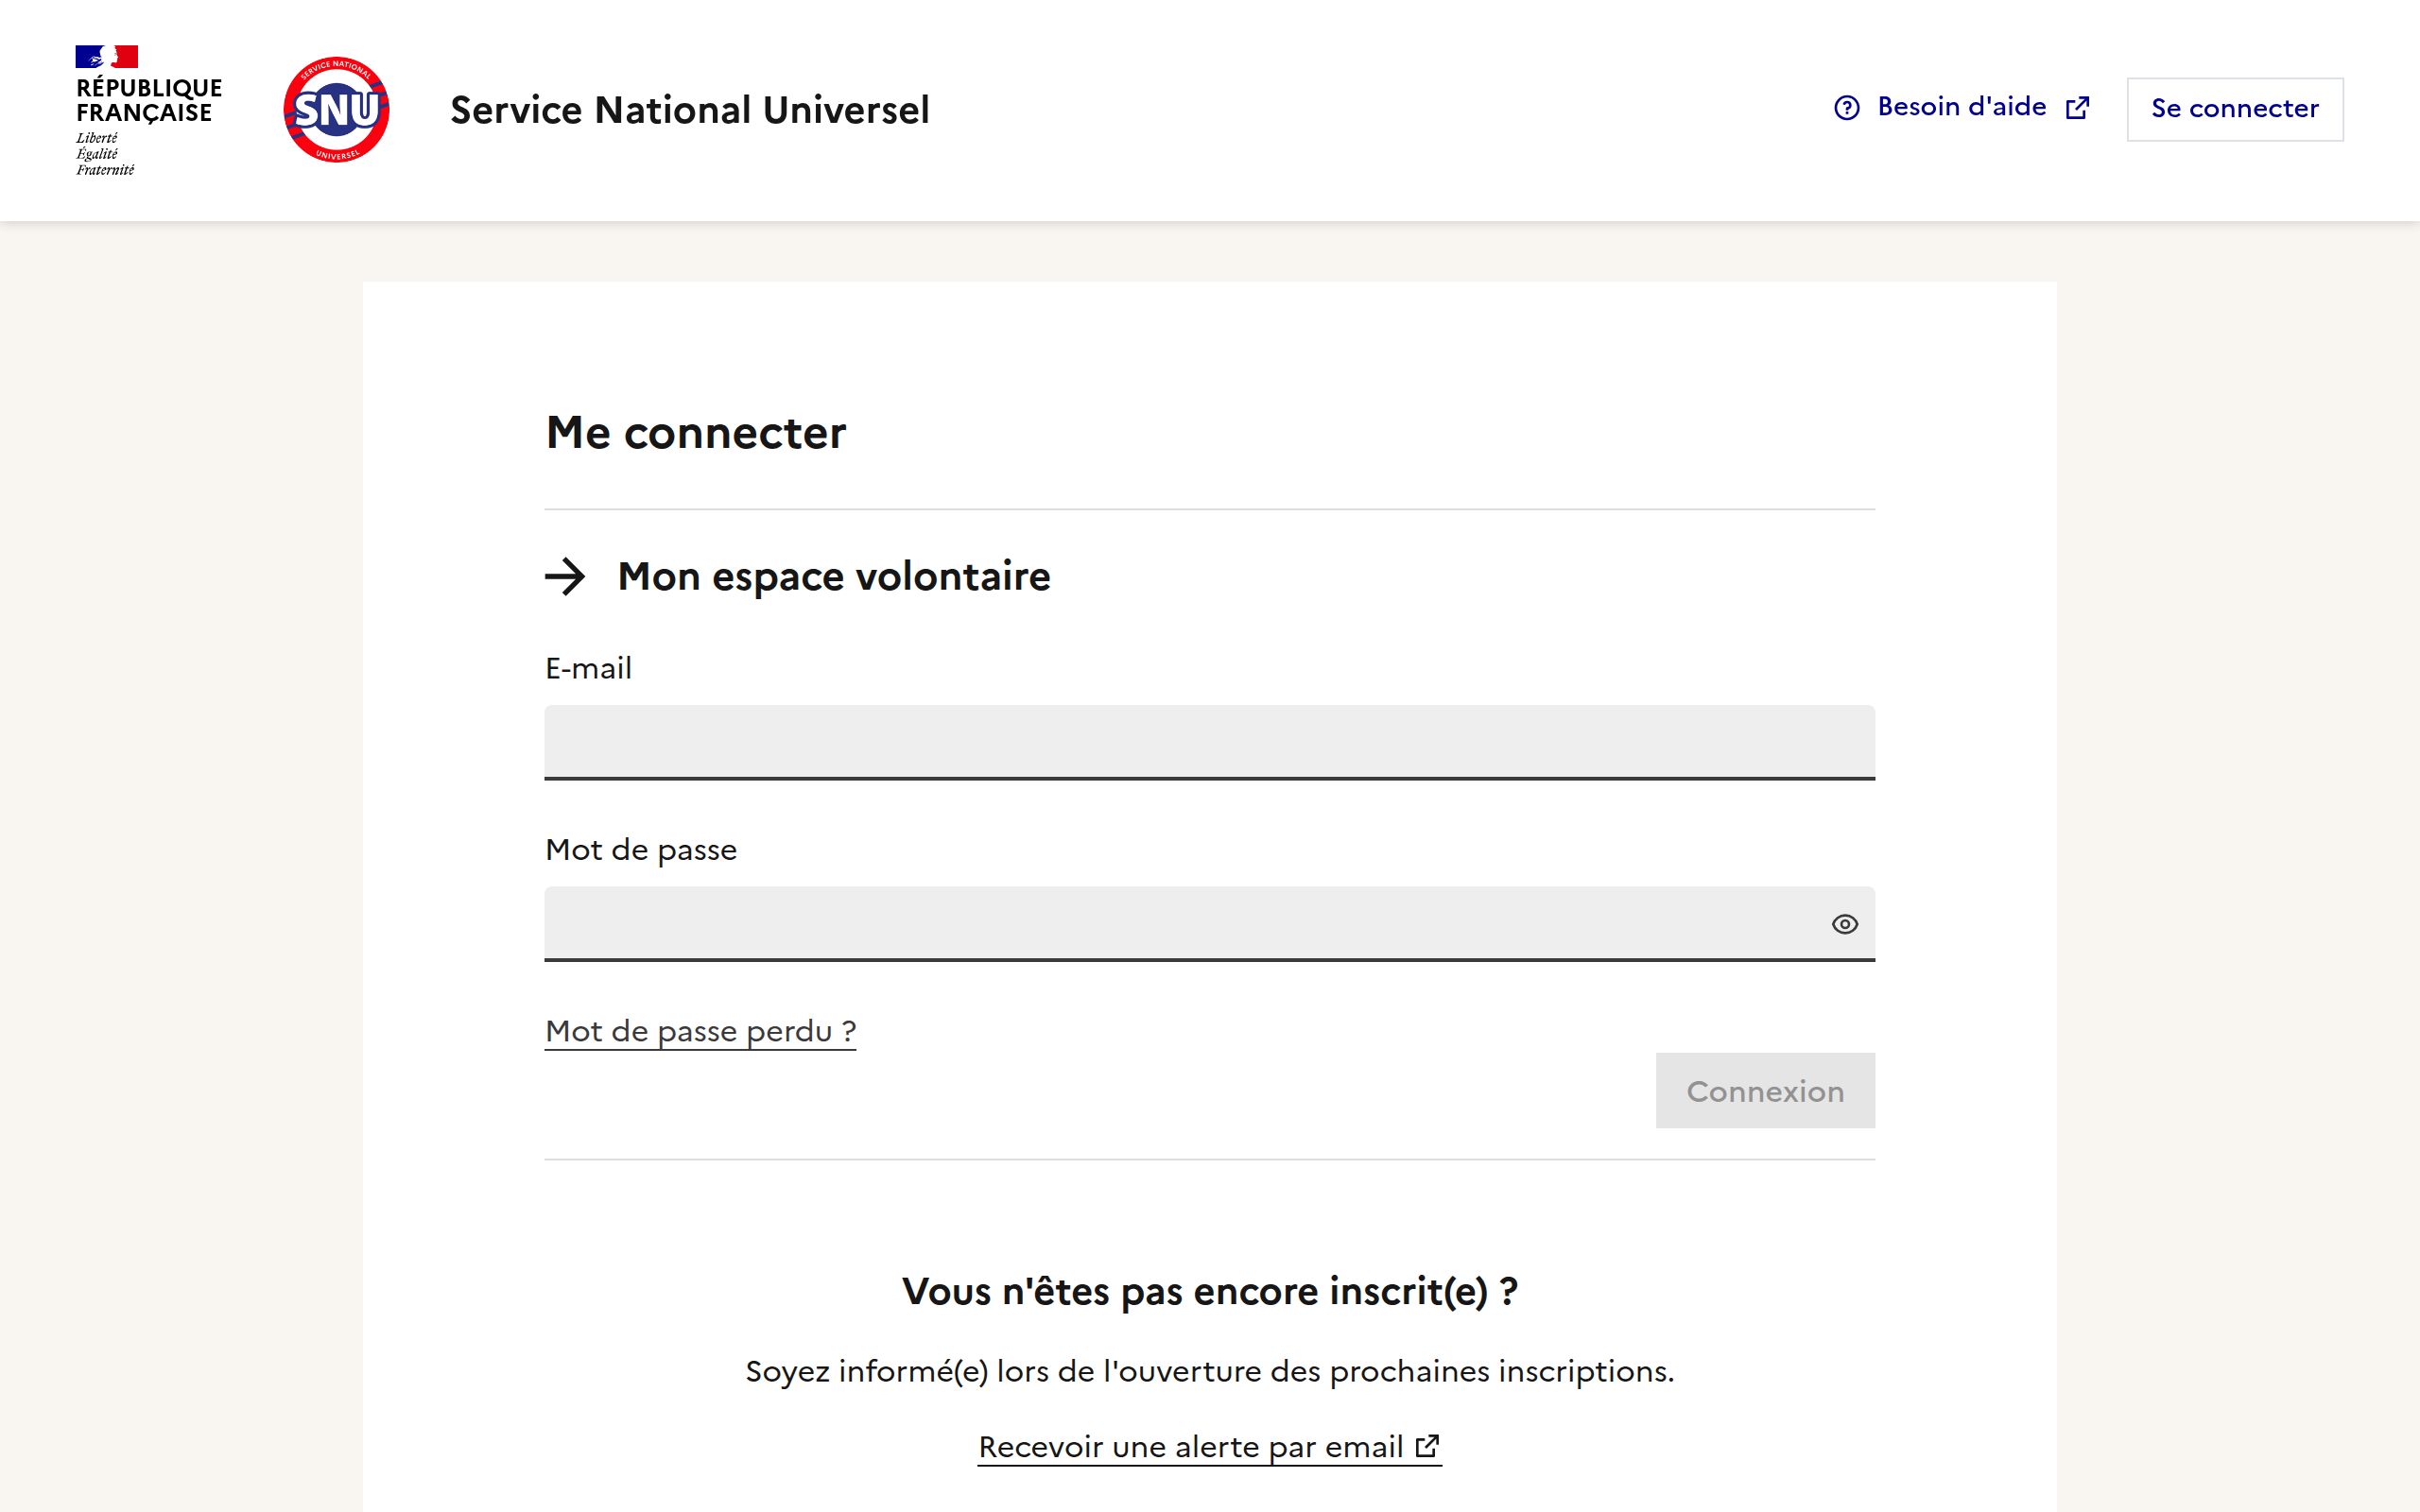 RÉPUBLIQUE
FRANÇAISE
Liberté
Égalité
Fraternité
SERVICE NATIONAL
SNU
UNIVERSEL
Service National Universel
Besoin d'aide
Se connecter
Me connecter
Mon espace volontaire
E-mail
Mot de passe
Mot de passe perdu ?
Connexion
Vous n'êtes pas encore inscrit(e) ?
Soyez informé(e) lors de l'ouverture des prochaines inscriptions.
Recevoir une alerte par email